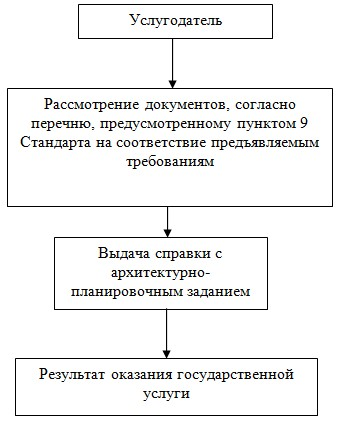 Услугодатель
Рассмотрение документов, согласно
перечню, предусмотренному пунктом 9
Стандарта на соответствие предъявляемым
требованиям
Выдача справки с
архитектурно-
планировочным заданием
Результат оказания государственной
услуги